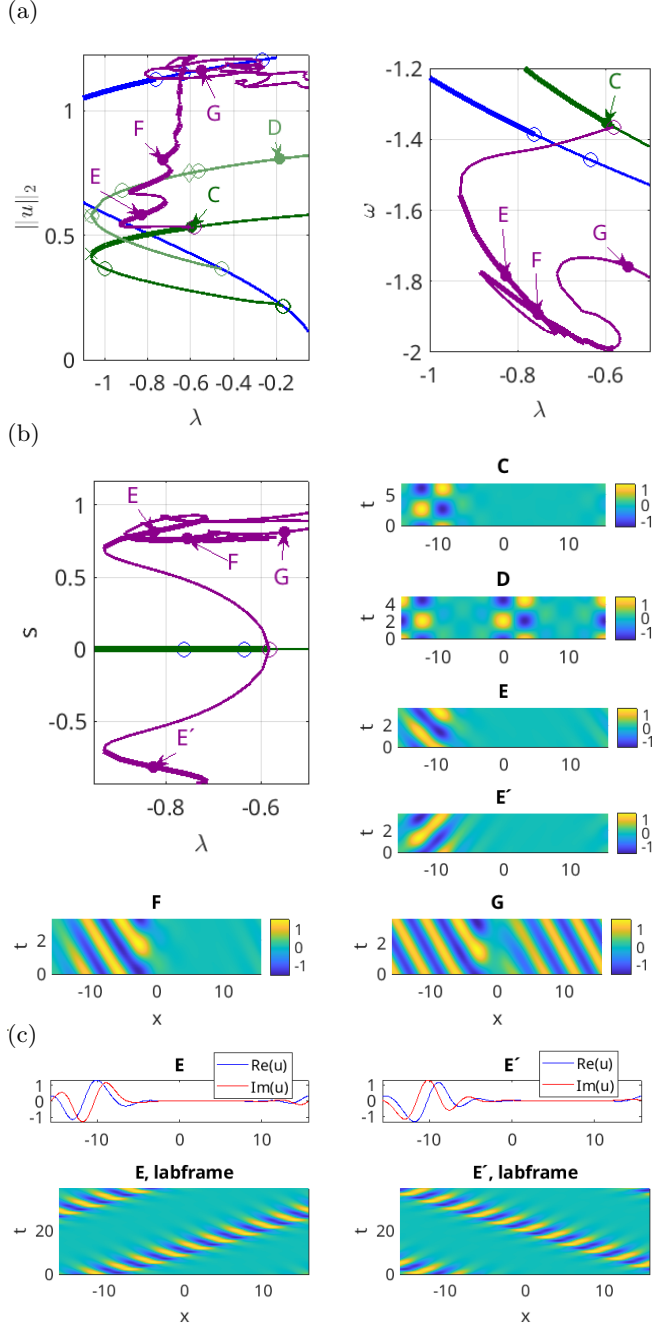 (a)
1
0.5
0
||u||₂
-1 -0.8 -0.6 -0.4 -0.2
λ
F
G
D
E
C
-1.2
-1.4
-1.6
-1.8
-2
ω
-1 -0.8 -0.6
λ
C
E
F
G
(b)
1
0.5
0
-0.5
s
-0.8 -0.6
λ
E
F
G
E´
C
t
5
0
-10 0 10
1
0
-1
D
t
4
2
0
-10 0 10
1
0
-1
E
t
2
0
-10 0 10
1
0
-1
E´
t
2
0
-10 0 10
1
0
-1
F
t
2
0
-10 0 10
x
1
0
-1
G
t
2
0
-10 0 10
x
1
0
-1
(c)
E
Re(u)
Im(u)
1
0
-1
-10 0 15
E´
Re(u)
Im(u)
1
0
-1
-10 0 15
E, labframe
t
20
0
-10 0 10
x
E´, labframe
t
20
0
-10 0 10
x